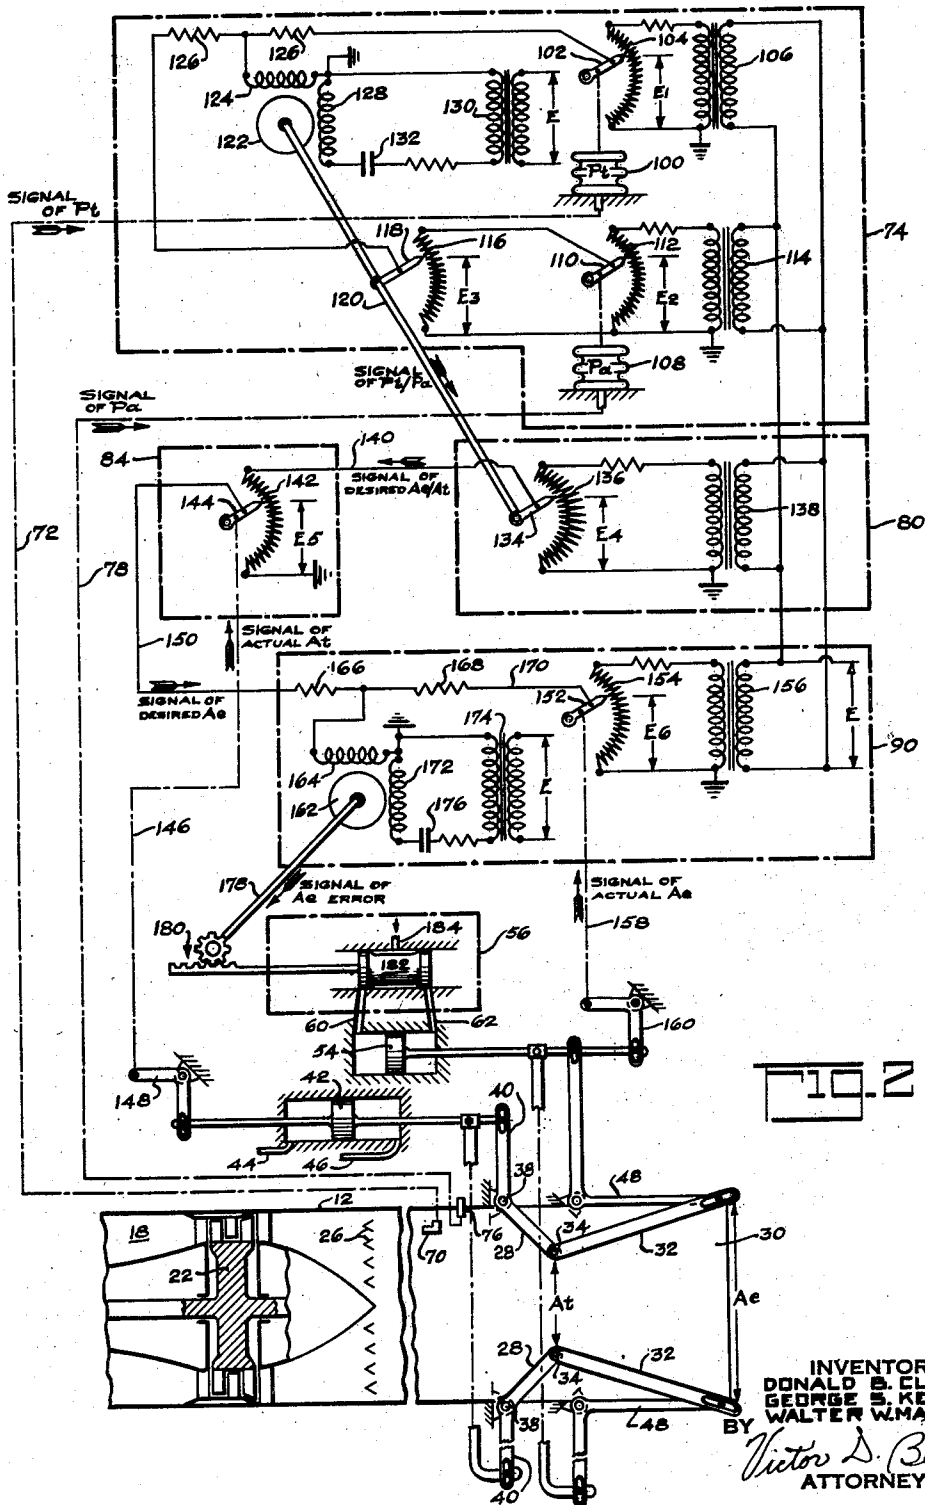 126
126
102
104
106
124
128
130
E
E1
122
132
Pt
100
SIGNAL
OF Pt
118
116
110
112
114
74
120
E3
E2
Pa
108
SIGNAL
OF Pt/Pa
SIGNAL
OF Pa
84
140
SIGNAL OF
DESIRED Ae/At
142
144
E5
136
134
E4
138
80
72
78
150
SIGNAL OF
ACTUAL At
SIGNAL OF
DESIRED Ae
166
168
170
152
154
156
E6
E
90
164
174
172
162
176
E
146
178
SIGNAL OF
Ae ERROR
SIGNAL OF
ACTUAL Ae
158
180
184
182
56
60
62
54
160
148
42
44
46
40
FIG. 2
12
38
48
18
26
70
76
28
34
32
30
22
At
Ae
28
34
32
38
48
40
INVENTOR
DONALD B. CL
GEORGE S. KE
WALTER W. MA
BY
Victor S. B
ATTORNEY